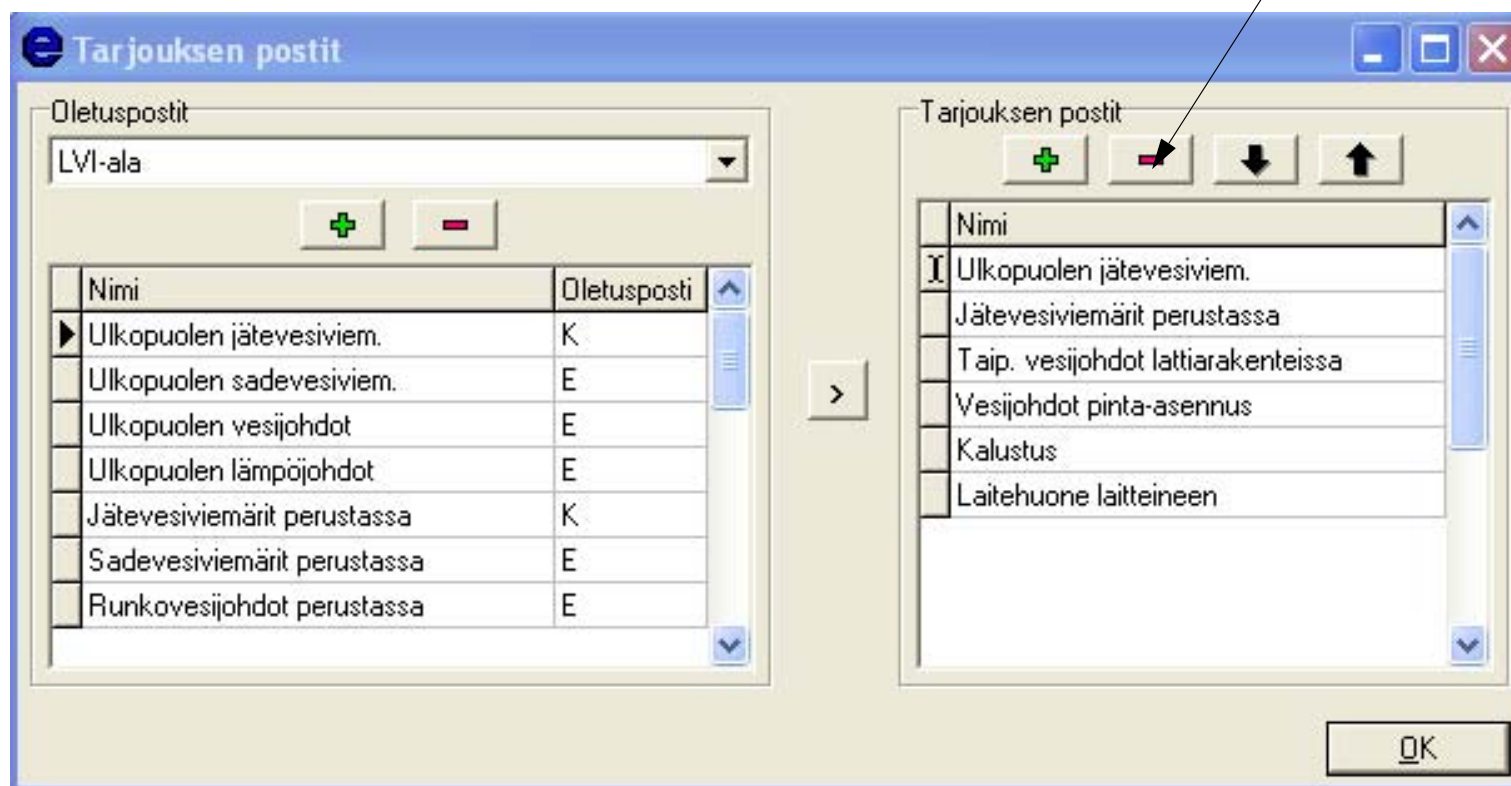 Tarjouksen postit
Oletuspostit
LVI-ala
Nimi Oletusposti
Ulkopuolen jätevesiviem. K
Ulkopuolen sadevesiviem. E
Ulkopuolen vesijohdot E
Ulkopuolen lämpöjohdot E
Jätevesiviemärit perustassa K
Sadevesiviemärit perustassa E
Runkovesijohdot perustassa E
>
Tarjouksen postit
Nimi
Ulkopuolen jätevesiviem.
Jätevesiviemärit perustassa
Taip. vesijohdot lattiarakenteissa
Vesijohdot pinta-asennus
Kalustus
Laitehuone laitteineen
OK